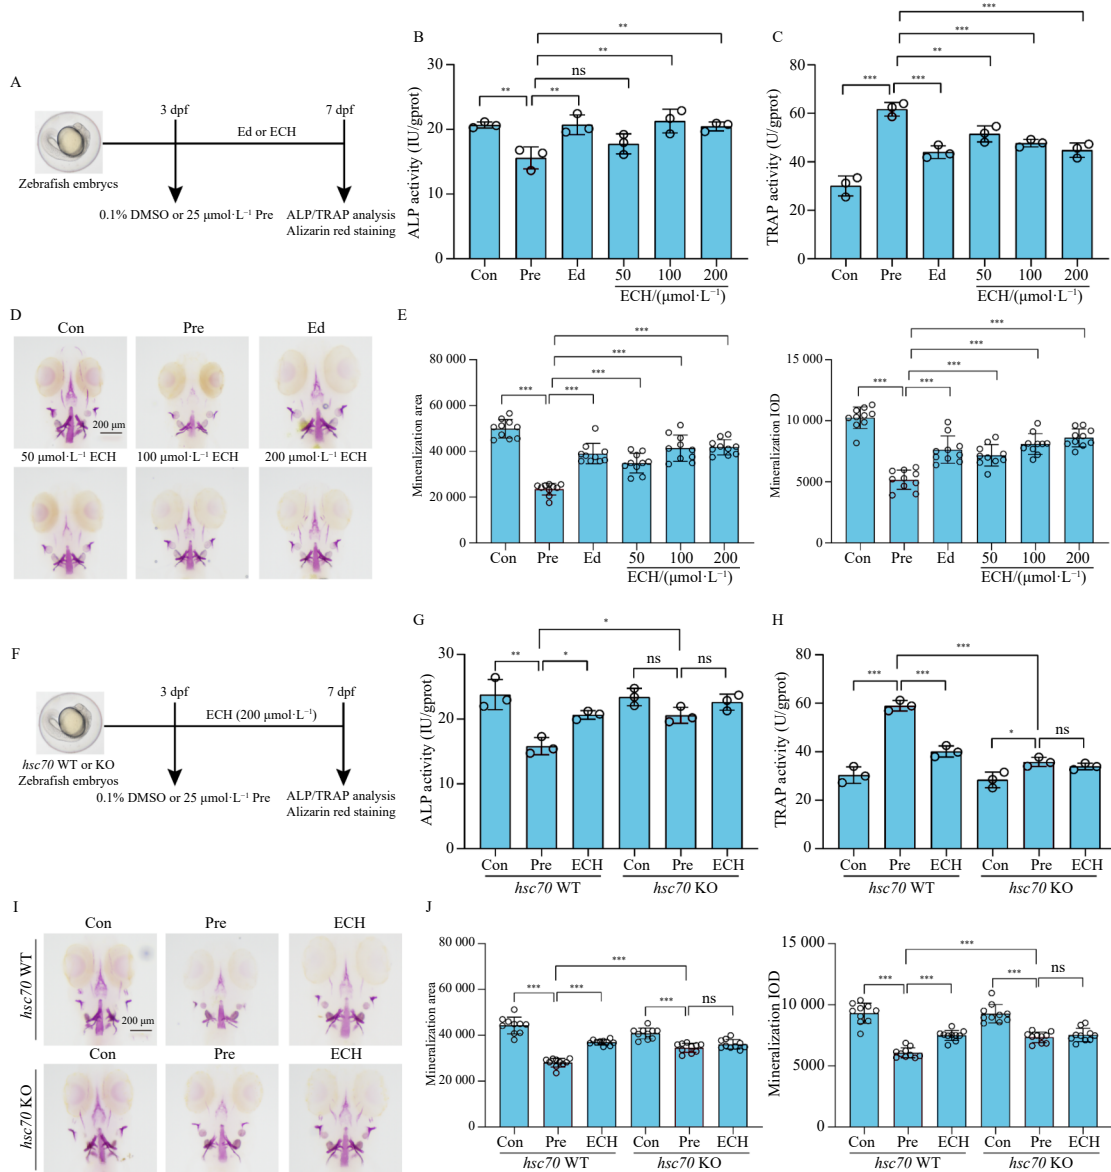 A
3 dpf
7 dpf
Ed or ECH
Zebrafish embrycs
0.1% DMSO or 25 μmol·L⁻¹ Pre
ALP/TRAP analysis
Alizarin red staining
B
**
**
ns
** **
ALP activity (IU/gprot)
30
20
10
0
Con Pre Ed 50 100 200
ECH/(μmol·L⁻¹)
C
***
***
**
*** ***
TRAP activity (U/gprot)
80
60
40
20
0
Con Pre Ed 50 100 200
ECH/(μmol·L⁻¹)
D
Con Pre Ed
200 μm
50 μmol·L⁻¹ ECH 100 μmol·L⁻¹ ECH 200 μmol·L⁻¹ ECH
E
***
***
***
*** ***
Mineralization area
80 000
60 000
40 000
20 000
0
Con Pre Ed 50 100 200
ECH/(μmol·L⁻¹)
***
***
***
*** ***
Mineralization IOD
15 000
10 000
5000
0
Con Pre Ed 50 100 200
ECH/(μmol·L⁻¹)
F
3 dpf
7 dpf
ECH (200 μmol·L⁻¹)
hsc70 WT or KO
Zebrafish embryos
0.1% DMSO or 25 μmol·L⁻¹ Pre
ALP/TRAP analysis
Alizarin red staining
G
*
** * ns ns
ALP activity (IU/gprot)
30
20
10
0
Con Pre ECH Con Pre ECH
hsc70 WT hsc70 KO
H
***
*** *** * ns
TRAP activity (U/gprot)
80
60
40
20
0
Con Pre ECH Con Pre ECH
hsc70 WT hsc70 KO
I
Con Pre ECH
hsc70 WT
200 μm
Con Pre ECH
hsc70 KO
J
***
*** *** *** ns
Mineralization area
80 000
60 000
40 000
20 000
0
Con Pre ECH Con Pre ECH
hsc70 WT hsc70 KO
***
*** *** *** ns
Mineralization IOD
15 000
10 000
5000
0
Con Pre ECH Con Pre ECH
hsc70 WT hsc70 KO